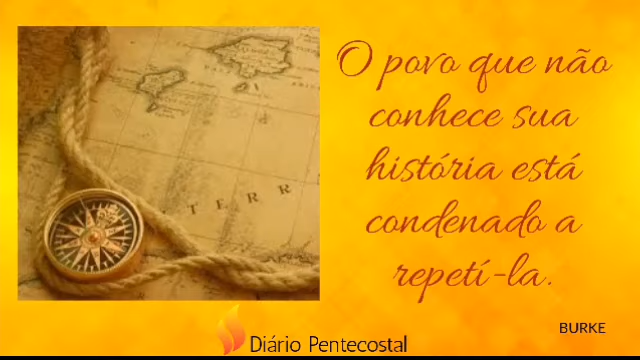 O povo que não
conhece sua
história está
condenado a
repetí-la.
TERR
BURKE
Diário Pentecostal